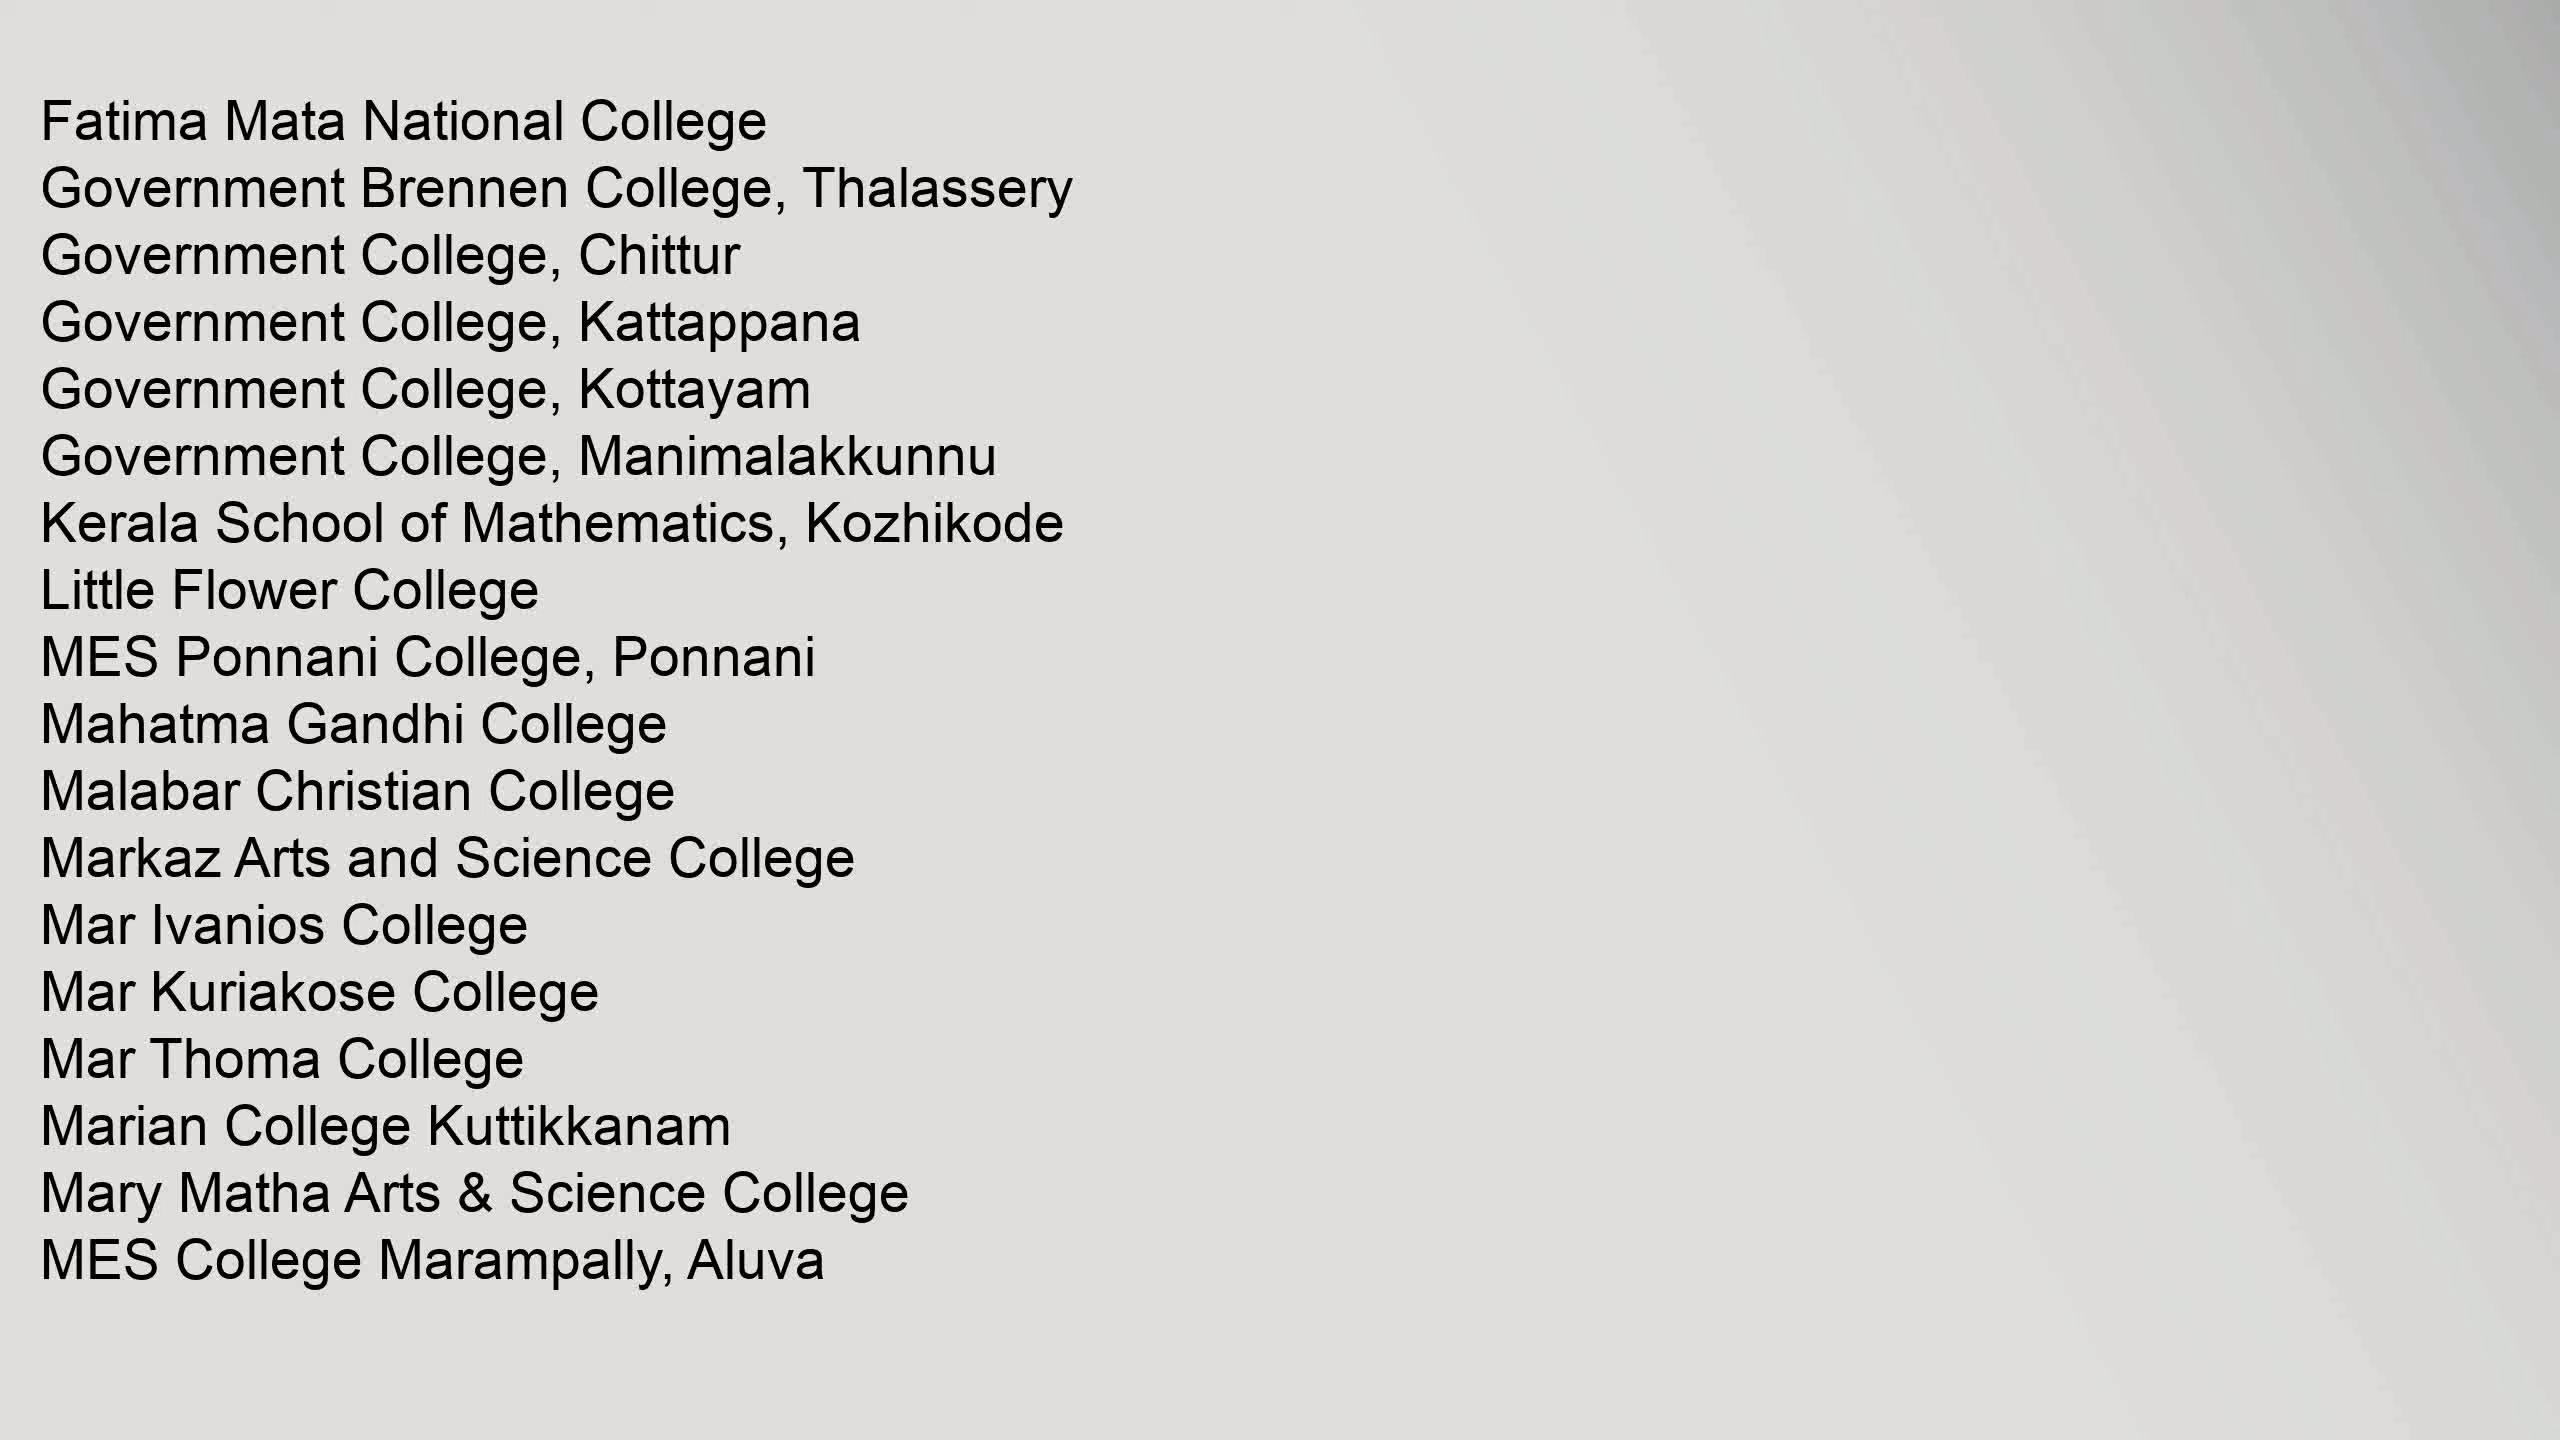 Fatima Mata National College
Government Brennen College, Thalassery
Government College, Chittur
Government College, Kattappana
Government College, Kottayam
Government College, Manimalakkunnu
Kerala School of Mathematics, Kozhikode
Little Flower College
MES Ponnani College, Ponnani
Mahatma Gandhi College
Malabar Christian College
Markaz Arts and Science College
Mar Ivanios College
Mar Kuriakose College
Mar Thoma College
Marian College Kuttikkanam
Mary Matha Arts & Science College
MES College Marampally, Aluva